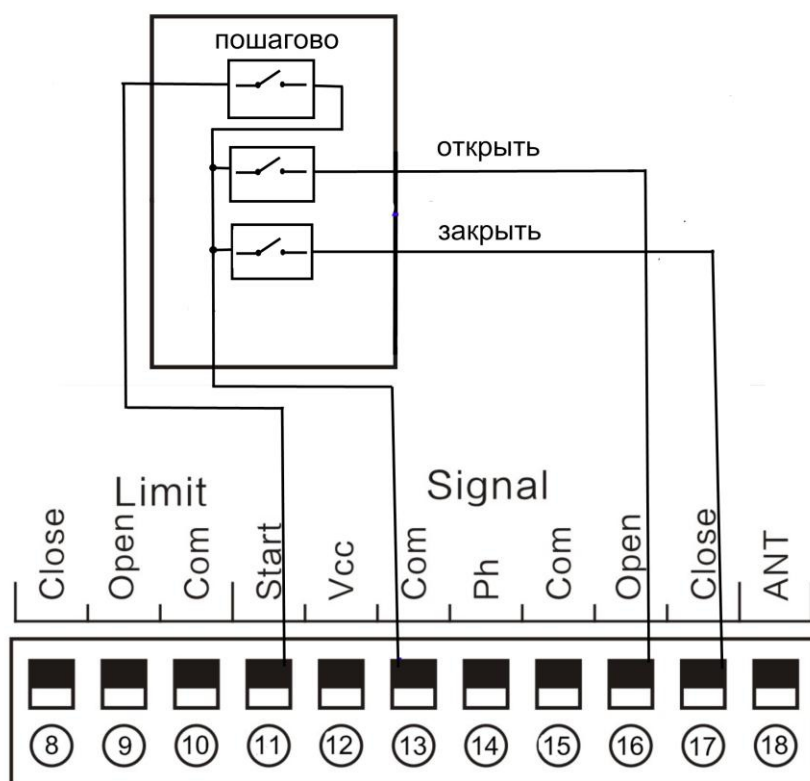 пошагово
открыть
закрыть
Limit Signal
Close Open Com Start Vcc Com Ph Com Open Close ANT
8 9 10 11 12 13 14 15 16 17 18